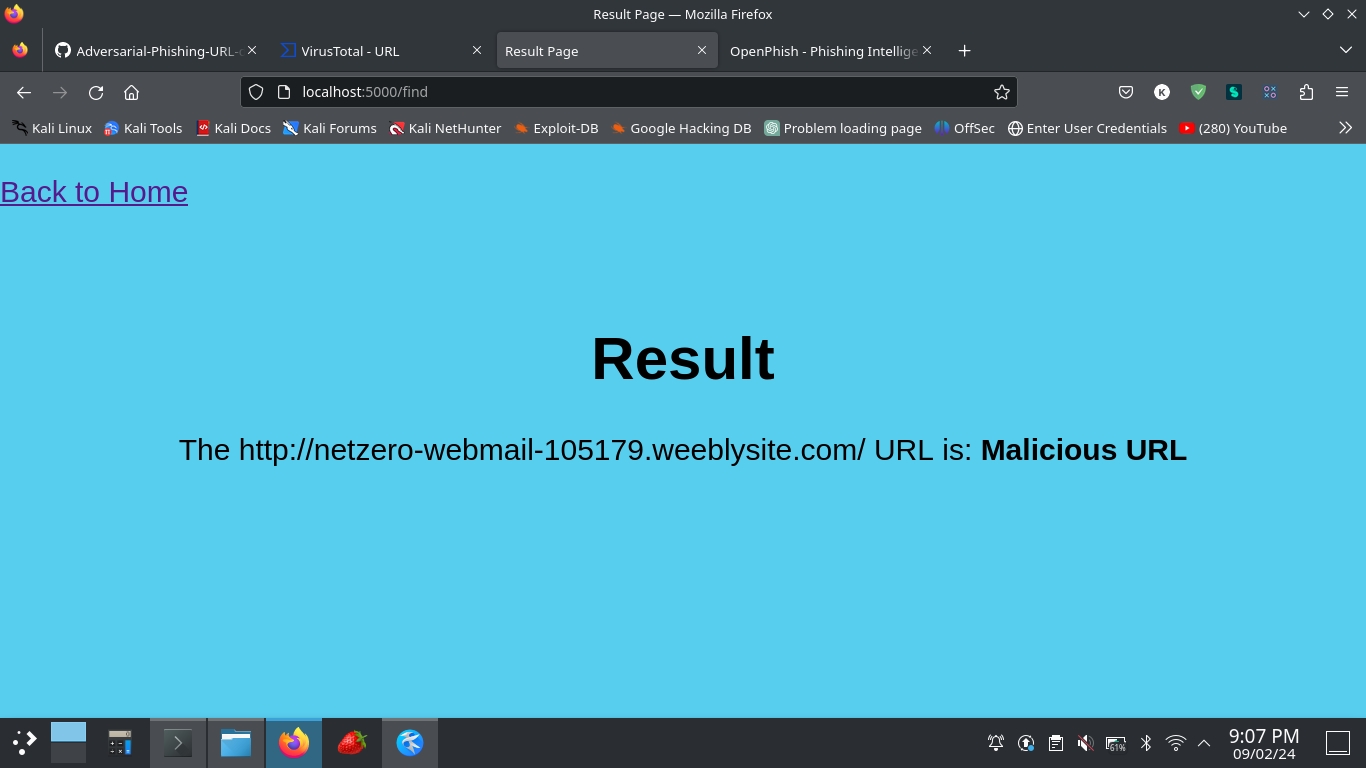 Result Page — Mozilla Firefox
Adversarial-Phishing-URL-
VirusTotal - URL
Result Page
OpenPhish - Phishing Intellige
localhost:5000/find
K
Kali Linux
Kali Tools
Kali Docs
Kali Forums
Kali NetHunter
Exploit-DB
Google Hacking DB
Problem loading page
OffSec
Enter User Credentials
(280) YouTube
Back to Home
Result
The http://netzero-webmail-105179.weeblysite.com/ URL is: Malicious URL
61%
9:07 PM
09/02/24